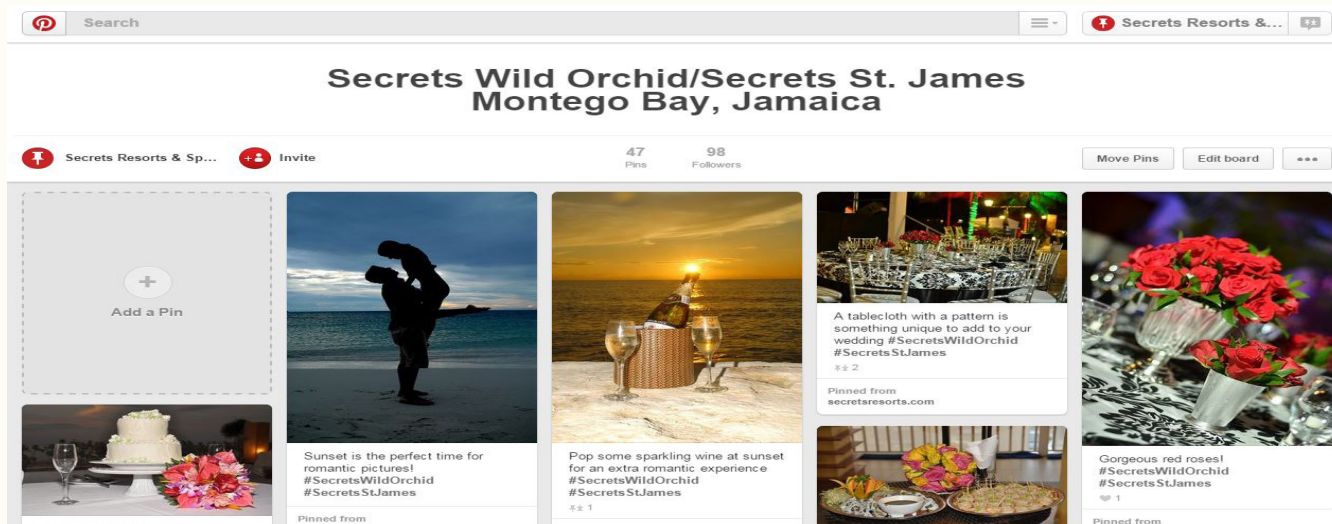 Search
Secrets Resorts &...
Secrets Wild Orchid/Secrets St. James
Montego Bay, Jamaica
Secrets Resorts & Sp...
Invite
47
Pins
98
Followers
Move Pins
Edit board
Add a Pin
Sunset is the perfect time for
romantic pictures!
#SecretsWildOrchid
#SecretsStJames
Pinned from
Pop some sparkling wine at sunset
for an extra romantic experience
#SecretsWildOrchid
#SecretsStJames
1
A tablecloth with a pattern is
something unique to add to your
wedding #SecretsWildOrchid
#SecretsStJames
2
Pinned from
secretsresorts.com
Gorgeous red roses!
#SecretsWildOrchid
#SecretsStJames
1
Pinned from